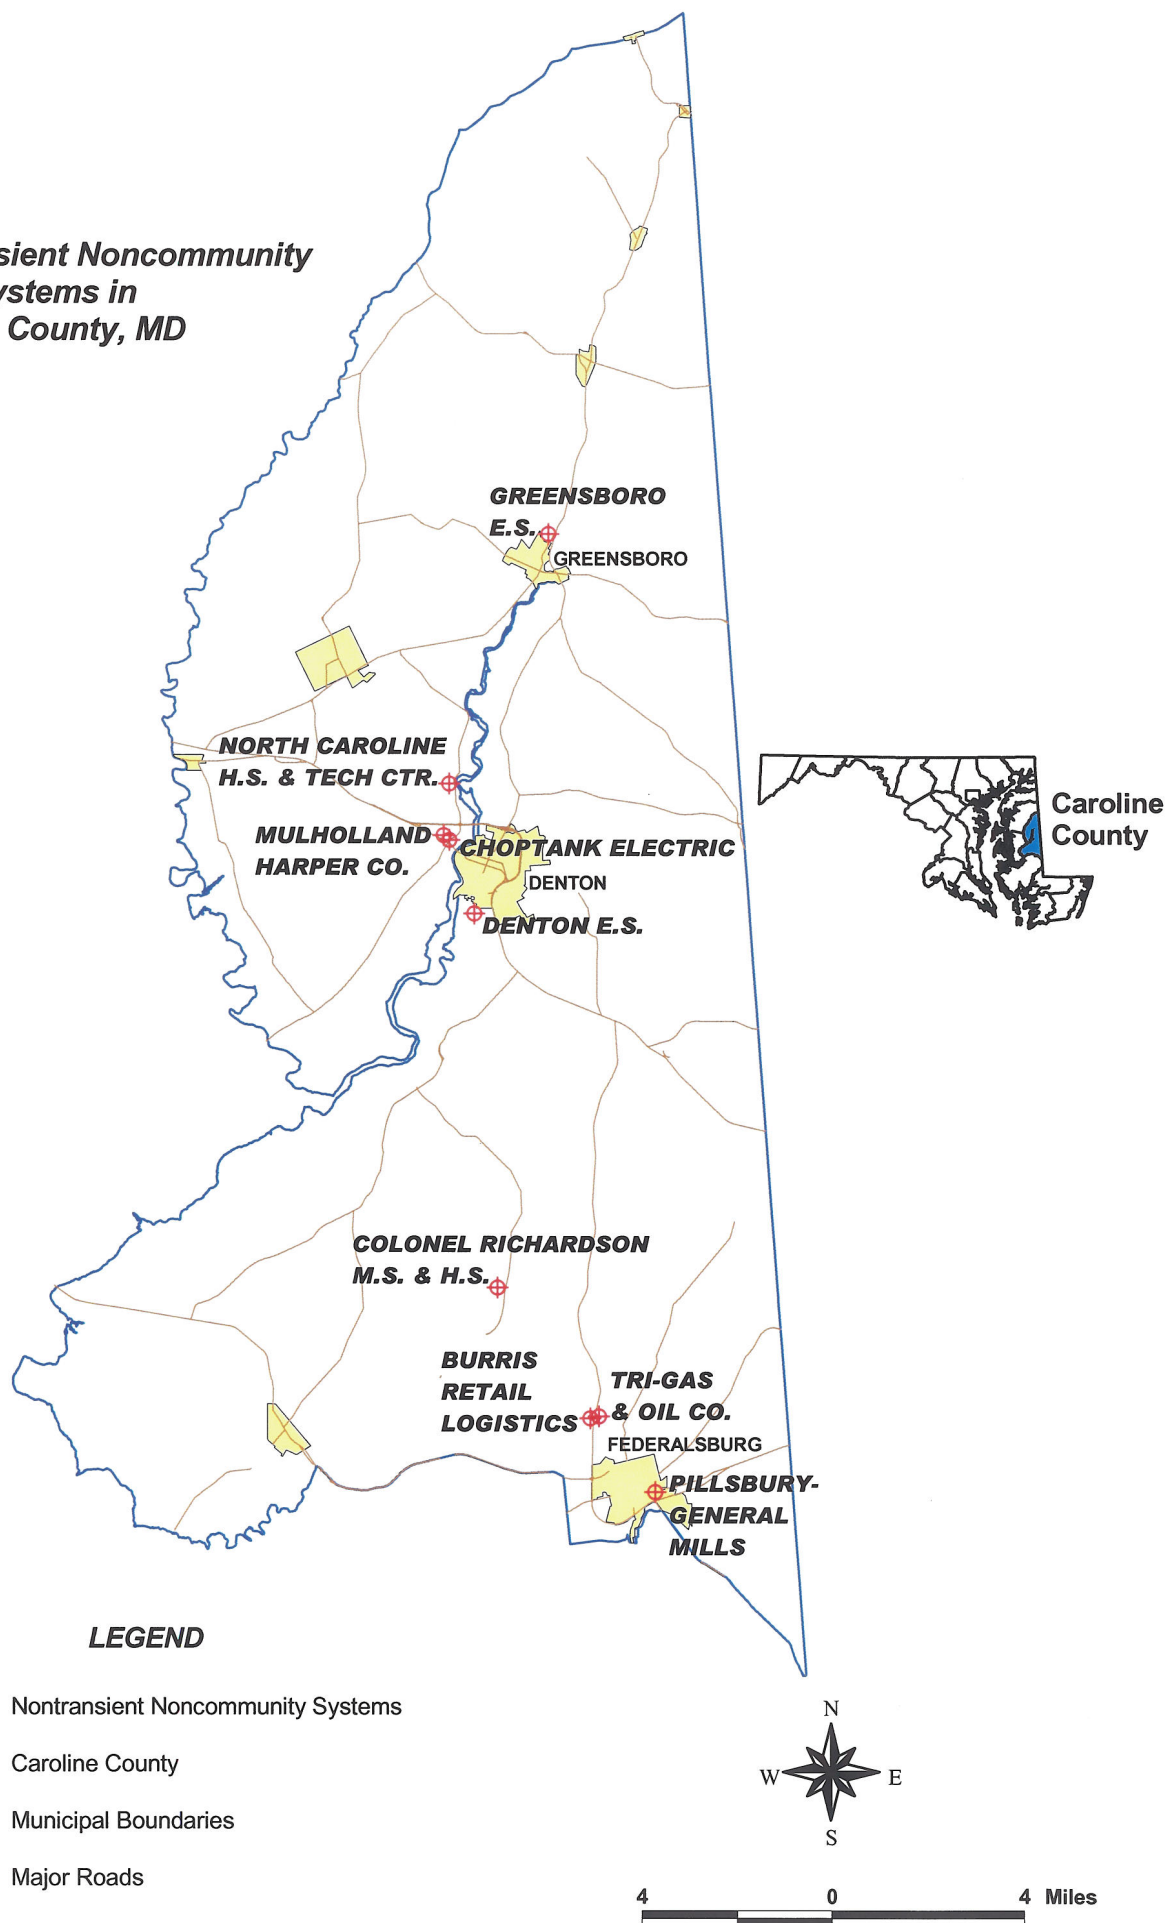 sient Noncommunity
ystems in
County, MD
GREENSBORO
E.S.
GREENSBORO
NORTH CAROLINE
H.S. & TECH CTR.
MULHOLLAND
HARPER CO.
CHOPTANK ELECTRIC
DENTON
DENTON E.S.
Caroline
County
COLONEL RICHARDSON
M.S. & H.S.
BURRIS
RETAIL
LOGISTICS
TRI-GAS
& OIL CO.
FEDERALSBURG
PILLSBURY-
GENERAL
MILLS
LEGEND
Nontransient Noncommunity Systems
Caroline County
Municipal Boundaries
Major Roads
N
W E
S
4 0 4 Miles